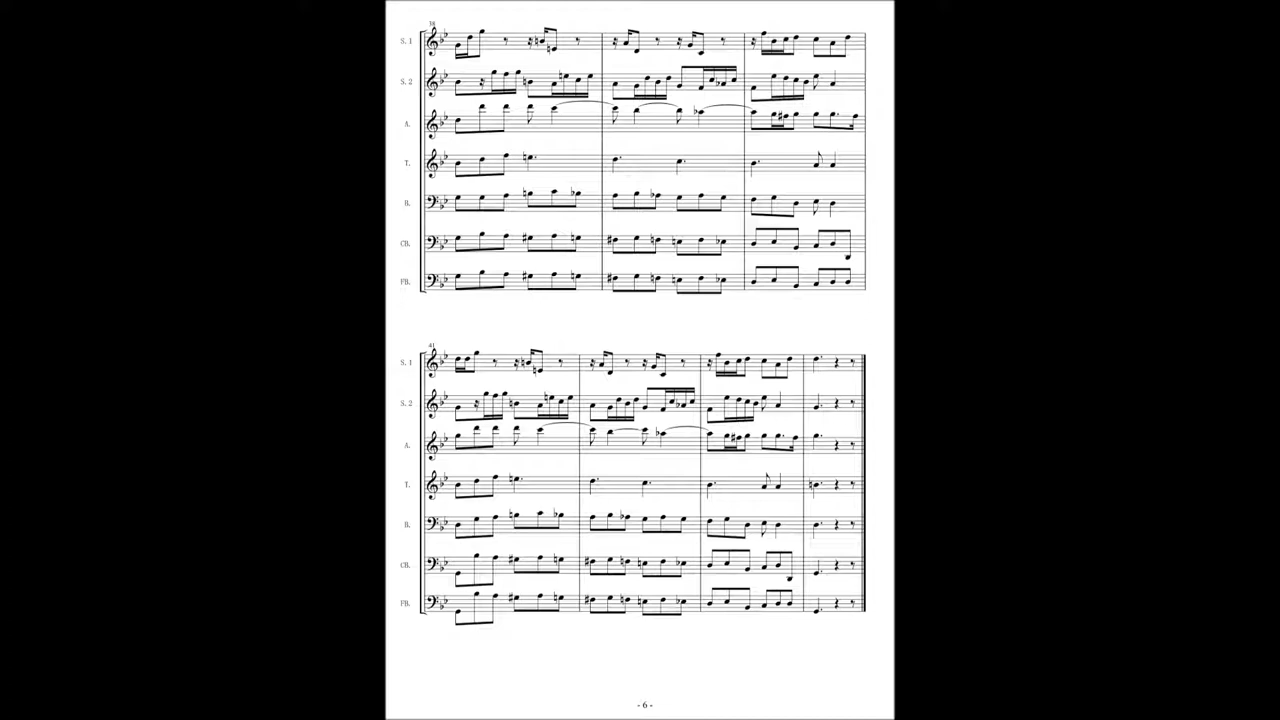 38
S. 1
S. 2
A.
T.
B.
CB.
FB.
41
S. 1
S. 2
A.
T.
B.
CB.
FB.
- 6 -